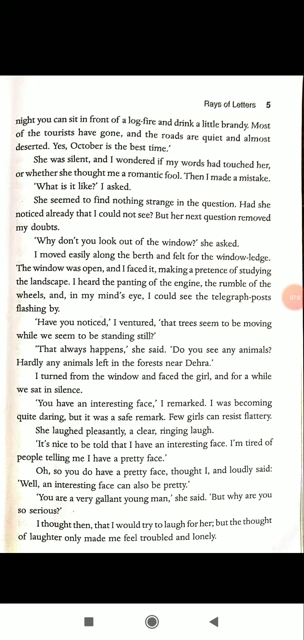 Rays of Letters 5
night you can sit in front of a log-fire and drink a little brandy. Most
of the tourists have gone, and the roads are quiet and almost
deserted. Yes, October is the best time.'
She was silent, and I wondered if my words had touched her,
or whether she thought me a romantic fool. Then I made a mistake.
'What is it like?' I asked.
She seemed to find nothing strange in the question. Had she
noticed already that I could not see? But her next question removed
my doubts.
'Why don't you look out of the window?' she asked.
I moved easily along the berth and felt for the window-ledge.
The window was open, and I faced it, making a pretence of studying
the landscape. I heard the panting of the engine, the rumble of the
wheels, and, in my mind's eye, I could see the telegraph-posts
flashing by.
'Have you noticed,' I ventured, 'that trees seem to be moving
while we seem to be standing still?'
'That always happens,' she said. 'Do you see any animals?
Hardly any animals left in the forests near Dehra.'
I turned from the window and faced the girl, and for a while
we sat in silence.
'You have an interesting face,' I remarked. I was becoming
quite daring, but it was a safe remark. Few girls can resist flattery.
She laughed pleasantly, a clear, ringing laugh.
'It's nice to be told that I have an interesting face. I'm tired of
people telling me I have a pretty face.'
Oh, so you do have a pretty face, thought I, and loudly said:
'Well, an interesting face can also be pretty.'
'You are a very gallant young man,' she said. 'But why are you
so serious?'
I thought then, that I would try to laugh for her; but the thought
of laughter only made me feel troubled and lonely.